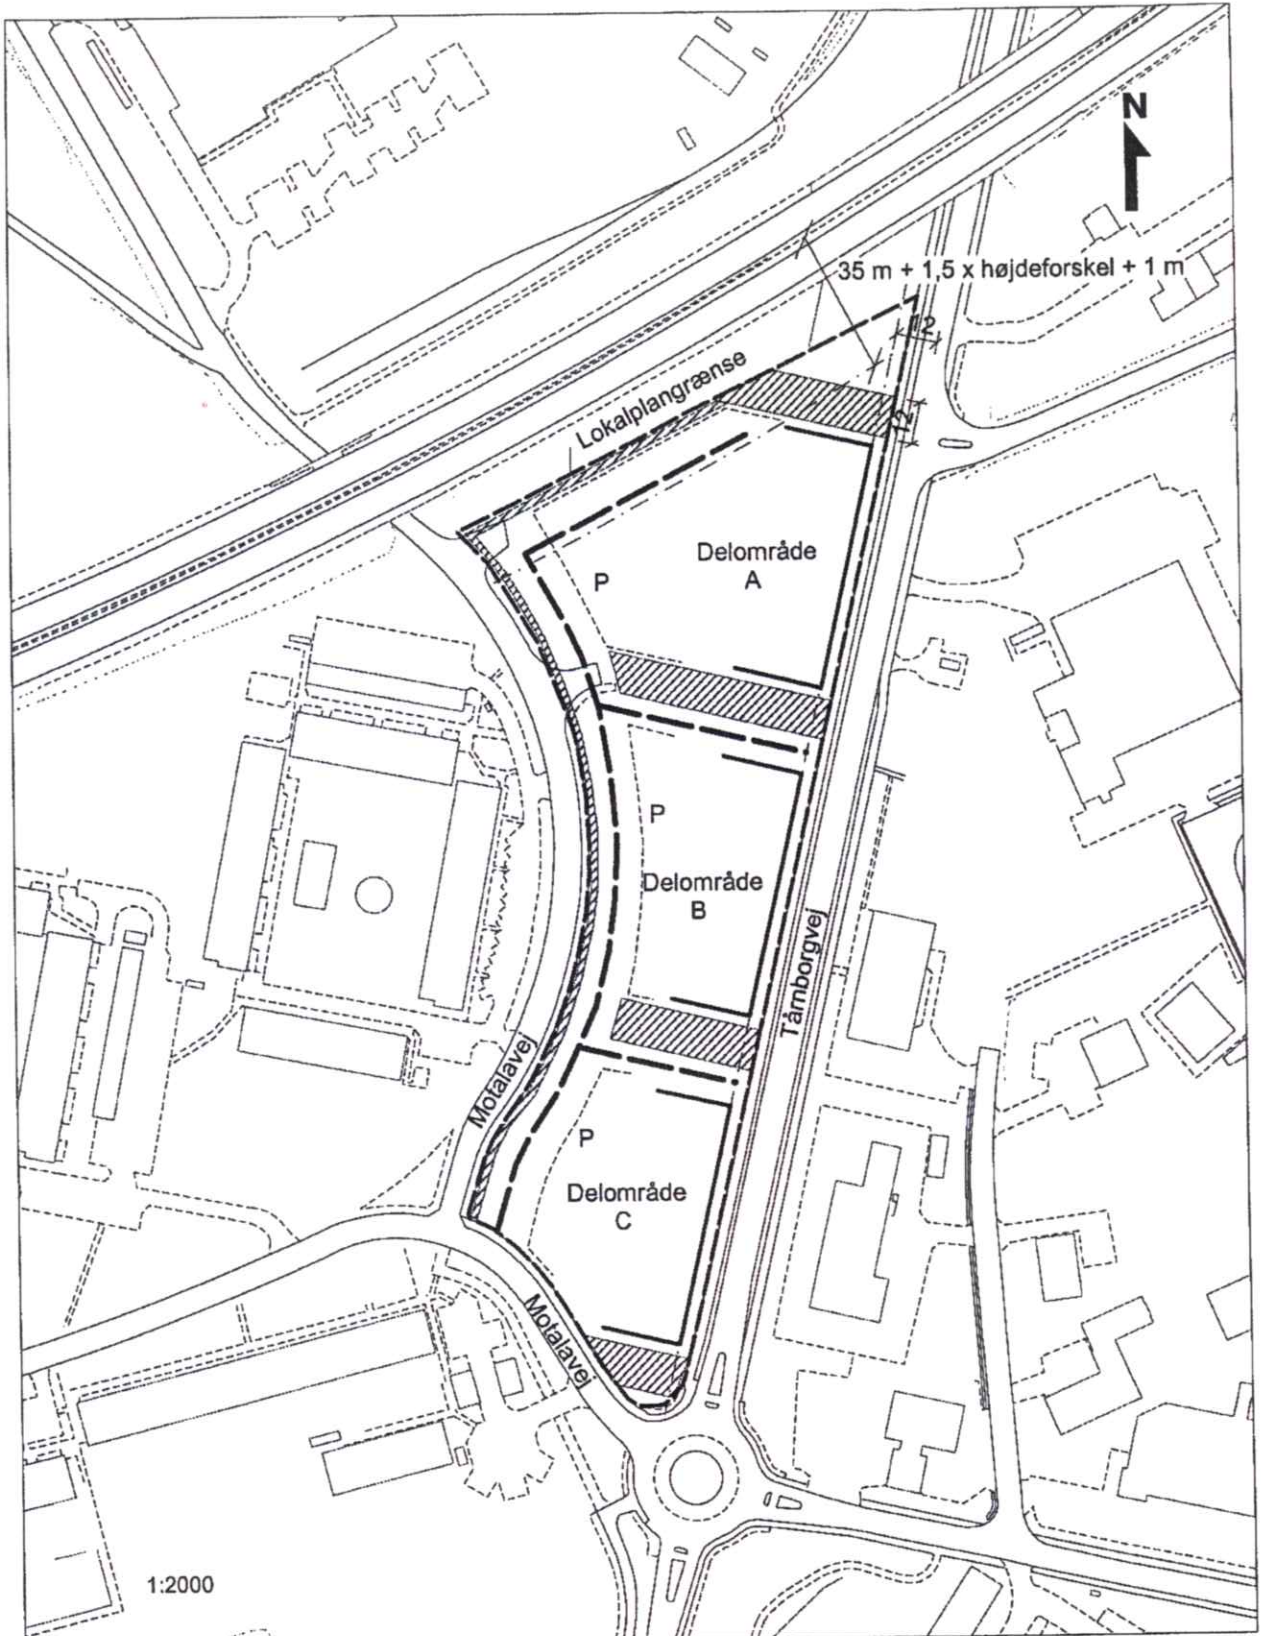 N
35 m + 1,5 x højdeforskel + 1 m
12
Lokalplangrænse
12
Delområde
A
P
P
Delområde
B
Tårnborgvej
Motalavej
P
Delområde
C
Motalavej
1:2000